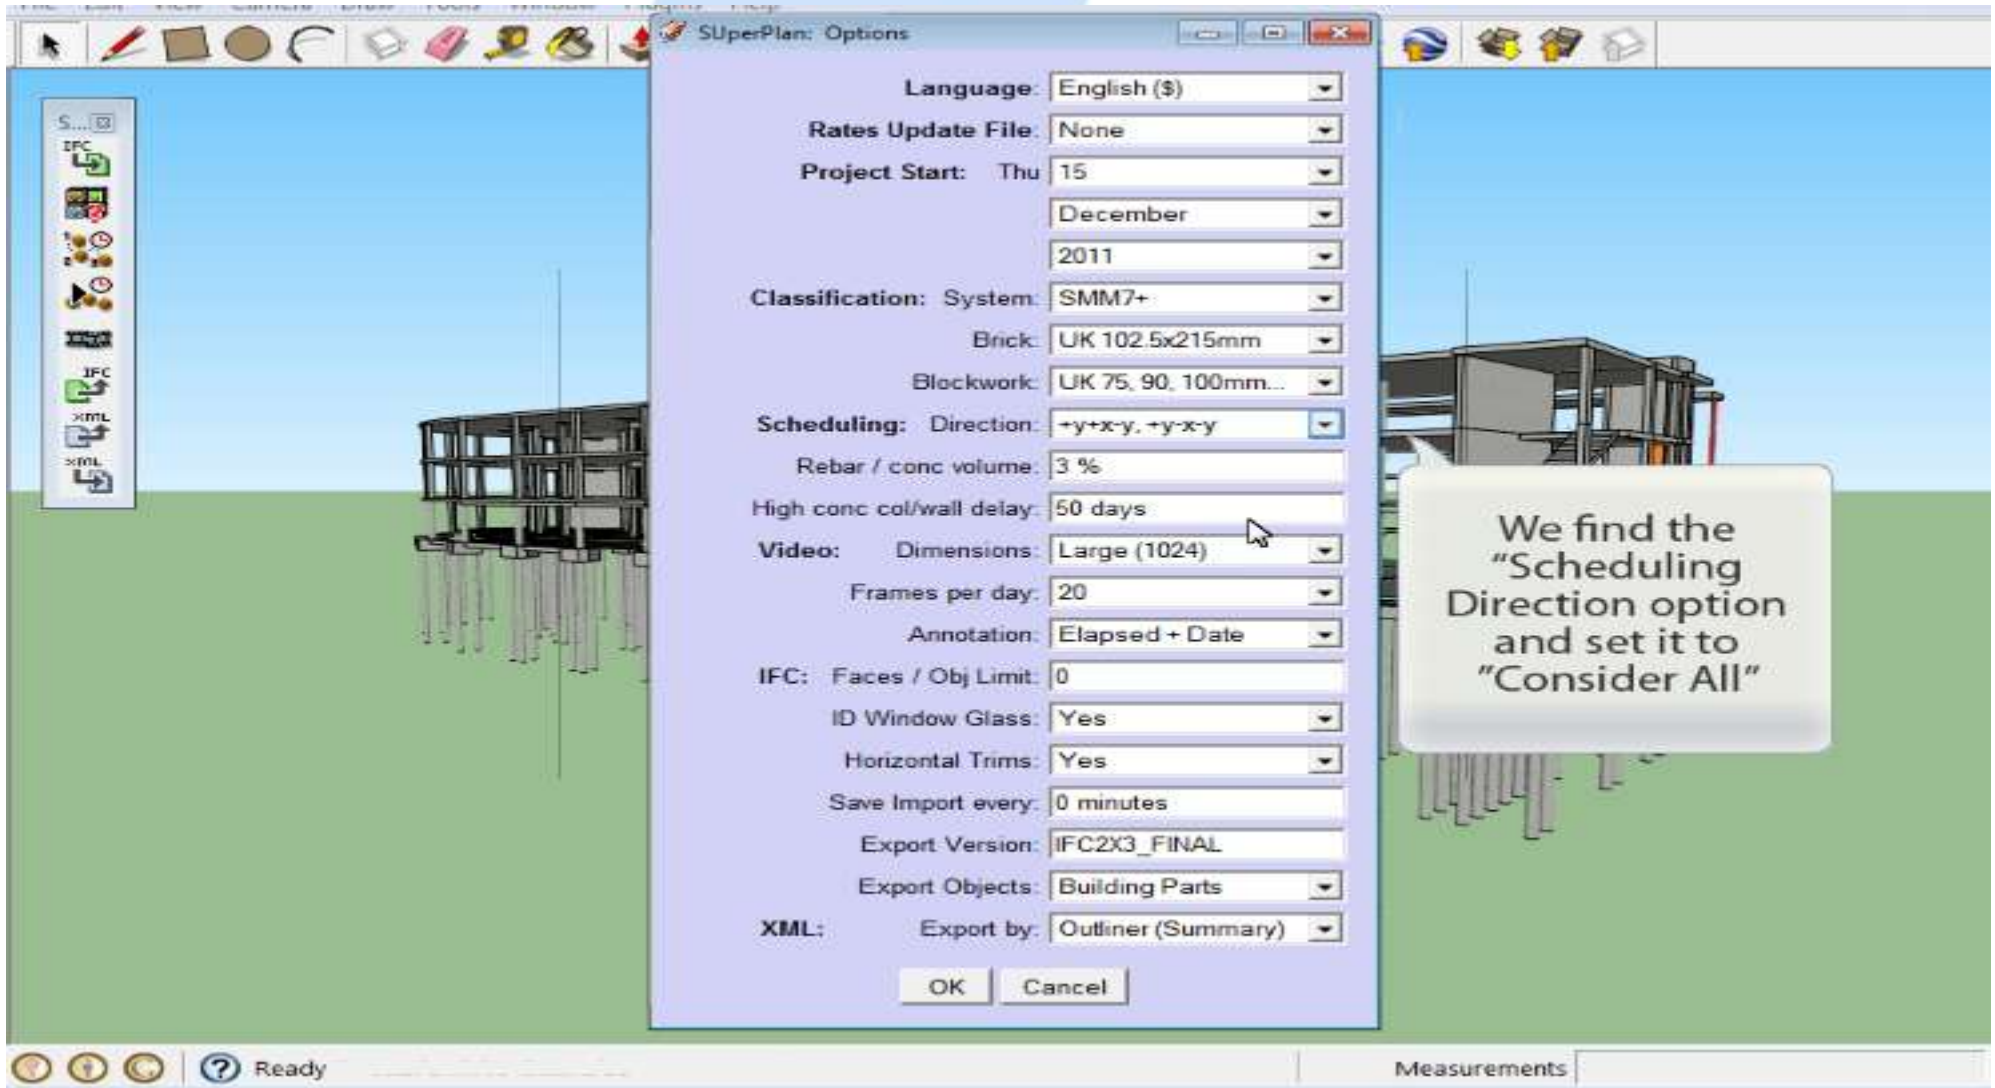 SUperPlan: Options
S...
IFC
IFC
XML
XML
Language: English ($)
Rates Update File: None
Project Start: Thu 15
December
2011
Classification: System: SMM7+
Brick: UK 102.5x215mm
Blockwork: UK 75, 90, 100mm...
Scheduling: Direction: +y+x-y, +y-x-y
Rebar / conc volume: 3 %
High conc col/wall delay: 50 days
Video: Dimensions: Large (1024)
Frames per day: 20
Annotation: Elapsed + Date
IFC: Faces / Obj Limit: 0
ID Window Glass: Yes
Horizontal Trims: Yes
Save Import every: 0 minutes
Export Version: IFC2X3_FINAL
Export Objects: Building Parts
XML: Export by: Outliner (Summary)
OK Cancel
We find the
"Scheduling
Direction option
and set it to
"Consider All"
Ready
Measurements